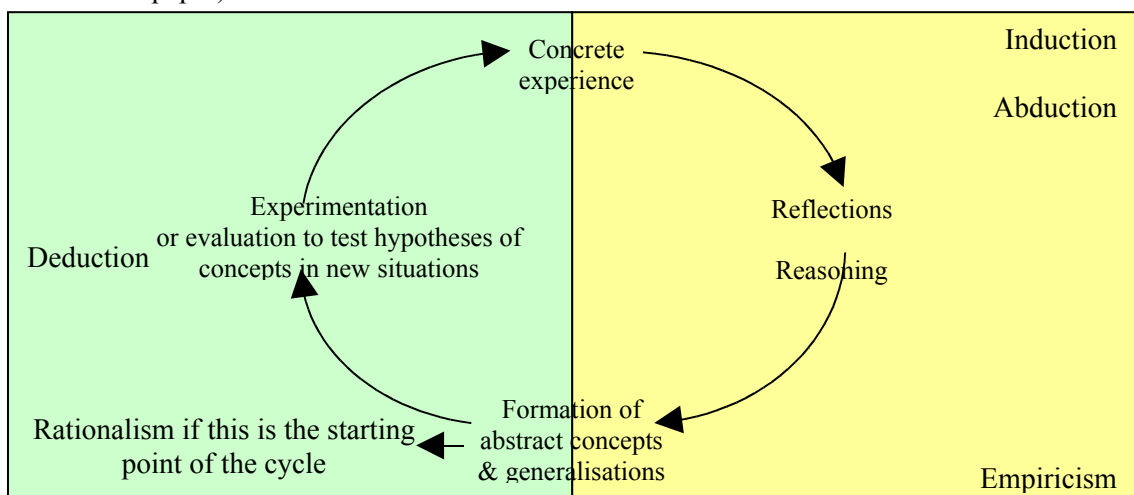 Concrete
experience
Induction
Abduction
Reflections
Reasoning
Experimentation
or evaluation to test hypotheses of
concepts in new situations
Deduction
Formation of
abstract concepts
& generalisations
Rationalism if this is the starting
point of the cycle
Empiricism